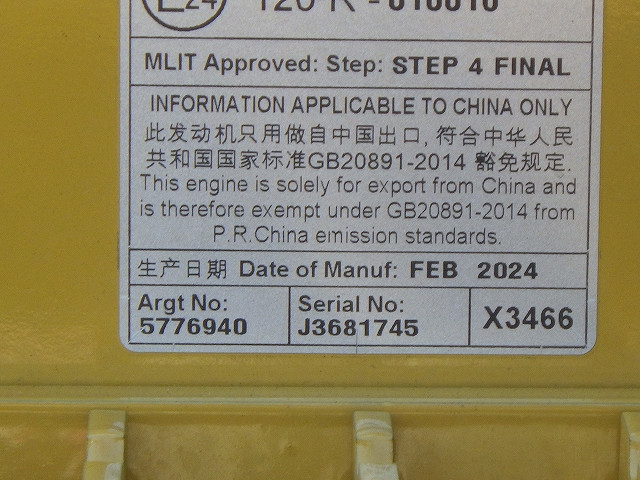 E24 120 R - 010010
MLIT Approved: Step: STEP 4 FINAL
INFORMATION APPLICABLE TO CHINA ONLY
此发动机只用做自中国出口, 符合中华人民
共和国国家标准GB20891-2014 豁免规定.
This engine is solely for export from China and
is therefore exempt under GB20891-2014 from
P.R.China emission standards.
生产日期 Date of Manuf: FEB 2024
Argt No:
5776940
Serial No:
J3681745
X3466